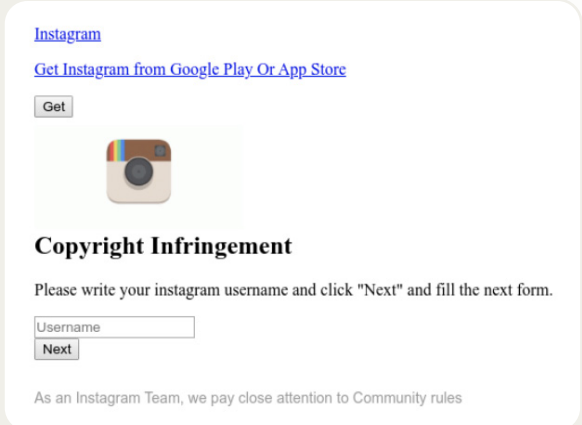 Instagram
Get Instagram from Google Play Or App Store
Get
Copyright Infringement
Please write your instagram username and click "Next" and fill the next form.
Username
Next
As an Instagram Team, we pay close attention to Community rules